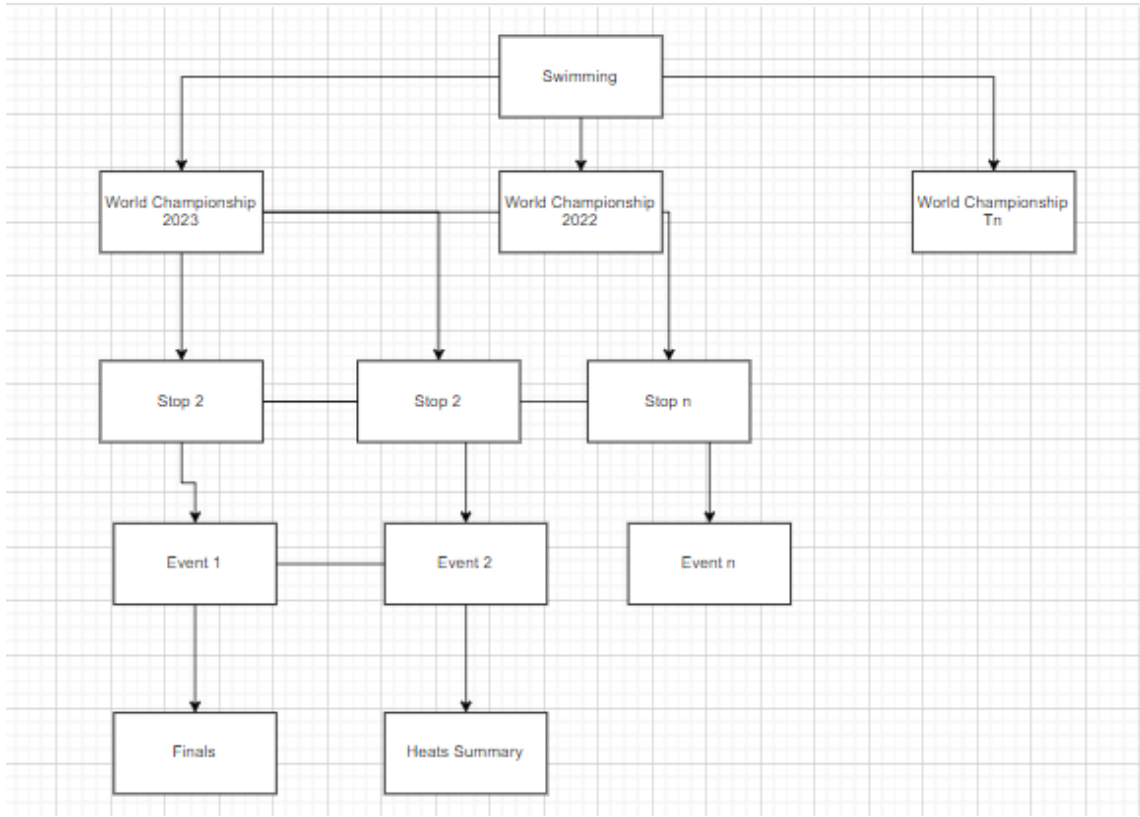 Swimming
World Championship
2023
World Championship
2022
World Championship
Tn
Stop 2
Stop 2
Stop n
Event 1
Event 2
Event n
Finals
Heats Summary